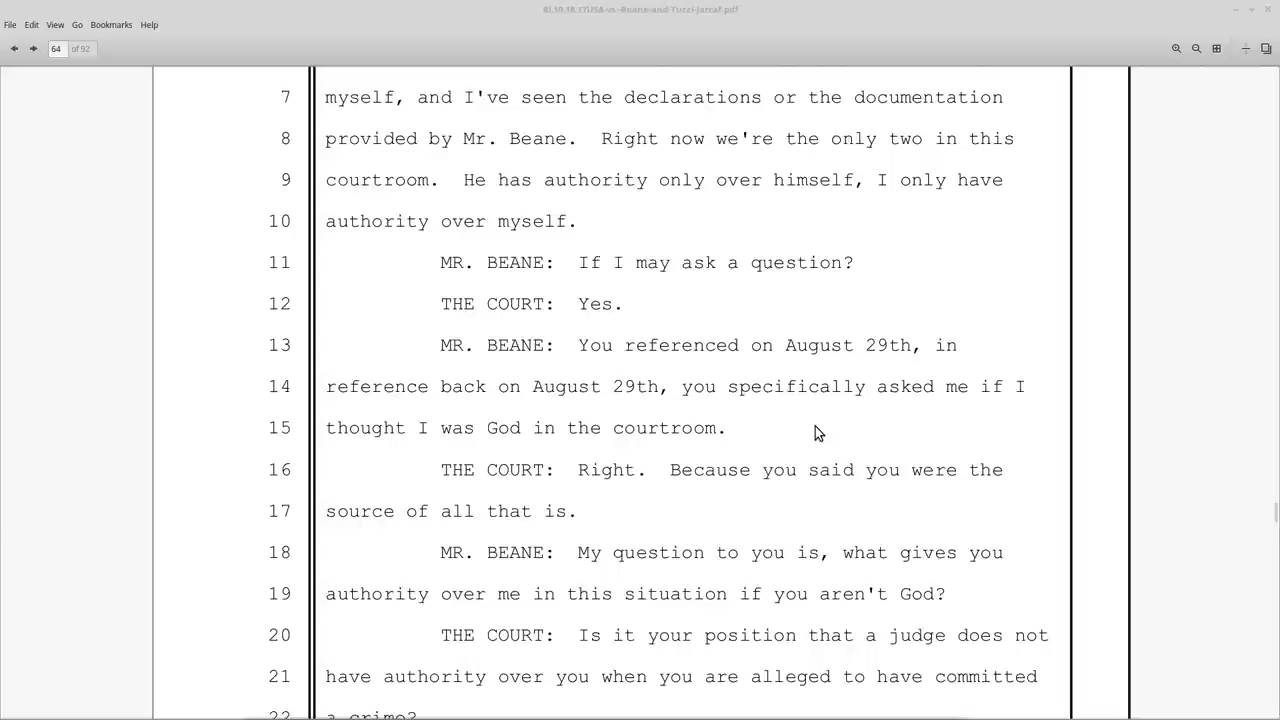 File Edit View Go Bookmarks Help
64 of 92
7 myself, and I've seen the declarations or the documentation
8 provided by Mr. Beane. Right now we're the only two in this
9 courtroom. He has authority only over himself, I only have
10 authority over myself.
11 MR. BEANE: If I may ask a question?
12 THE COURT: Yes.
13 MR. BEANE: You referenced on August 29th, in
14 reference back on August 29th, you specifically asked me if I
15 thought I was God in the courtroom.
16 THE COURT: Right. Because you said you were the
17 source of all that is.
18 MR. BEANE: My question to you is, what gives you
19 authority over me in this situation if you aren't God?
20 THE COURT: Is it your position that a judge does not
21 have authority over you when you are alleged to have committed
22 a crime?